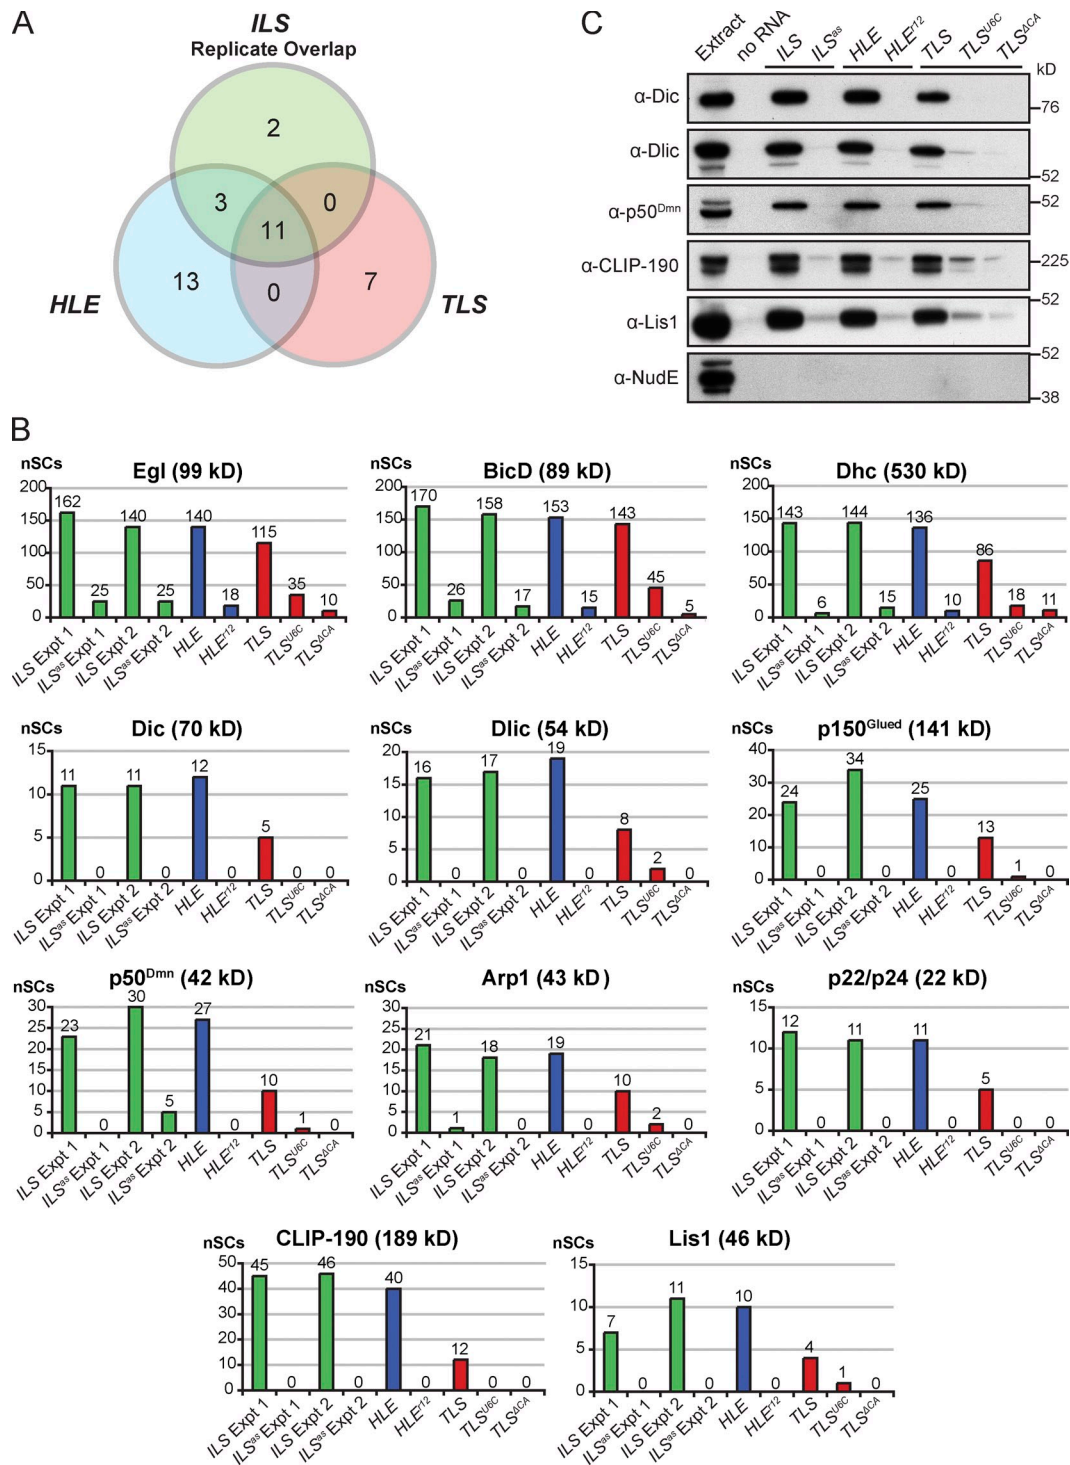 A
ILS
Replicate Overlap
2
3
0
11
13
0
7
HLE
TLS
C
Extract
no RNA
ILS
ILSas
HLE
HLEr12
TLS
TLSU6C
TLSΔCA
kD
α-Dic
76
α-Dlic
52
α-p50Dmn
52
α-CLIP-190
225
α-Lis1
52
α-NudE
52
38
B
nSCs
Egl (99 kD)
200
150
100
50
0
162
25
140
25
140
18
115
35
10
ILS Expt 1
ILSas Expt 1
ILS Expt 2
ILSas Expt 2
HLE
HLEr12
TLS
TLSU6C
TLSΔCA
nSCs
BicD (89 kD)
200
150
100
50
0
170
26
158
17
153
15
143
45
5
ILS Expt 1
ILSas Expt 1
ILS Expt 2
ILSas Expt 2
HLE
HLEr12
TLS
TLSU6C
TLSΔCA
nSCs
Dhc (530 kD)
200
150
100
50
0
143
6
144
15
136
10
86
18
11
ILS Expt 1
ILSas Expt 1
ILS Expt 2
ILSas Expt 2
HLE
HLEr12
TLS
TLSU6C
TLSΔCA
nSCs
Dic (70 kD)
15
10
5
0
11
0
11
0
12
0
5
0
0
ILS Expt 1
ILSas Expt 1
ILS Expt 2
ILSas Expt 2
HLE
HLEr12
TLS
TLSU6C
TLSΔCA
nSCs
Dlic (54 kD)
20
15
10
5
0
16
0
17
0
19
0
8
2
0
ILS Expt 1
ILSas Expt 1
ILS Expt 2
ILSas Expt 2
HLE
HLEr12
TLS
TLSU6C
TLSΔCA
nSCs
p150Glued (141 kD)
40
30
20
10
0
24
0
34
0
25
0
13
1
0
ILS Expt 1
ILSas Expt 1
ILS Expt 2
ILSas Expt 2
HLE
HLEr12
TLS
TLSU6C
TLSΔCA
nSCs
p50Dmn (42 kD)
30
25
20
15
10
5
0
23
0
30
5
27
0
10
1
0
ILS Expt 1
ILSas Expt 1
ILS Expt 2
ILSas Expt 2
HLE
HLEr12
TLS
TLSU6C
TLSΔCA
nSCs
Arp1 (43 kD)
30
25
20
15
10
5
0
21
1
18
0
19
0
10
2
0
ILS Expt 1
ILSas Expt 1
ILS Expt 2
ILSas Expt 2
HLE
HLEr12
TLS
TLSU6C
TLSΔCA
nSCs
p22/p24 (22 kD)
15
10
5
0
12
0
11
0
11
0
5
0
0
ILS Expt 1
ILSas Expt 1
ILS Expt 2
ILSas Expt 2
HLE
HLEr12
TLS
TLSU6C
TLSΔCA
nSCs
CLIP-190 (189 kD)
50
40
30
20
10
0
45
0
46
0
40
0
12
0
0
ILS Expt 1
ILSas Expt 1
ILS Expt 2
ILSas Expt 2
HLE
HLEr12
TLS
TLSU6C
TLSΔCA
nSCs
Lis1 (46 kD)
15
10
5
0
7
0
11
0
10
0
4
1
0
ILS Expt 1
ILSas Expt 1
ILS Expt 2
ILSas Expt 2
HLE
HLEr12
TLS
TLSU6C
TLSΔCA